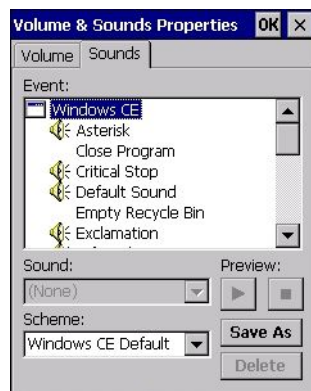 Volume & Sounds Properties OK ×
Volume Sounds
Event:
Windows CE
Asterisk
Close Program
Critical Stop
Default Sound
Empty Recycle Bin
Exclamation
Sound: Preview:
(None)
Scheme:
Windows CE Default Save As
Delete